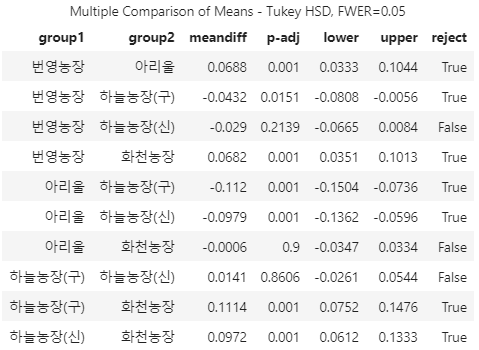 Multiple Comparison of Means - Tukey HSD, FWER=0.05
group1 group2 meandiff p-adj lower upper reject
번영농장 아리울 0.0688 0.001 0.0333 0.1044 True
번영농장 하늘농장(구) -0.0432 0.0151 -0.0808 -0.0056 True
번영농장 하늘농장(신) -0.029 0.2139 -0.0665 0.0084 False
번영농장 화천농장 0.0682 0.001 0.0351 0.1013 True
아리울 하늘농장(구) -0.112 0.001 -0.1504 -0.0736 True
아리울 하늘농장(신) -0.0979 0.001 -0.1362 -0.0596 True
아리울 화천농장 -0.0006 0.9 -0.0347 0.0334 False
하늘농장(구) 하늘농장(신) 0.0141 0.8606 -0.0261 0.0544 False
하늘농장(구) 화천농장 0.1114 0.001 0.0752 0.1476 True
하늘농장(신) 화천농장 0.0972 0.001 0.0612 0.1333 True